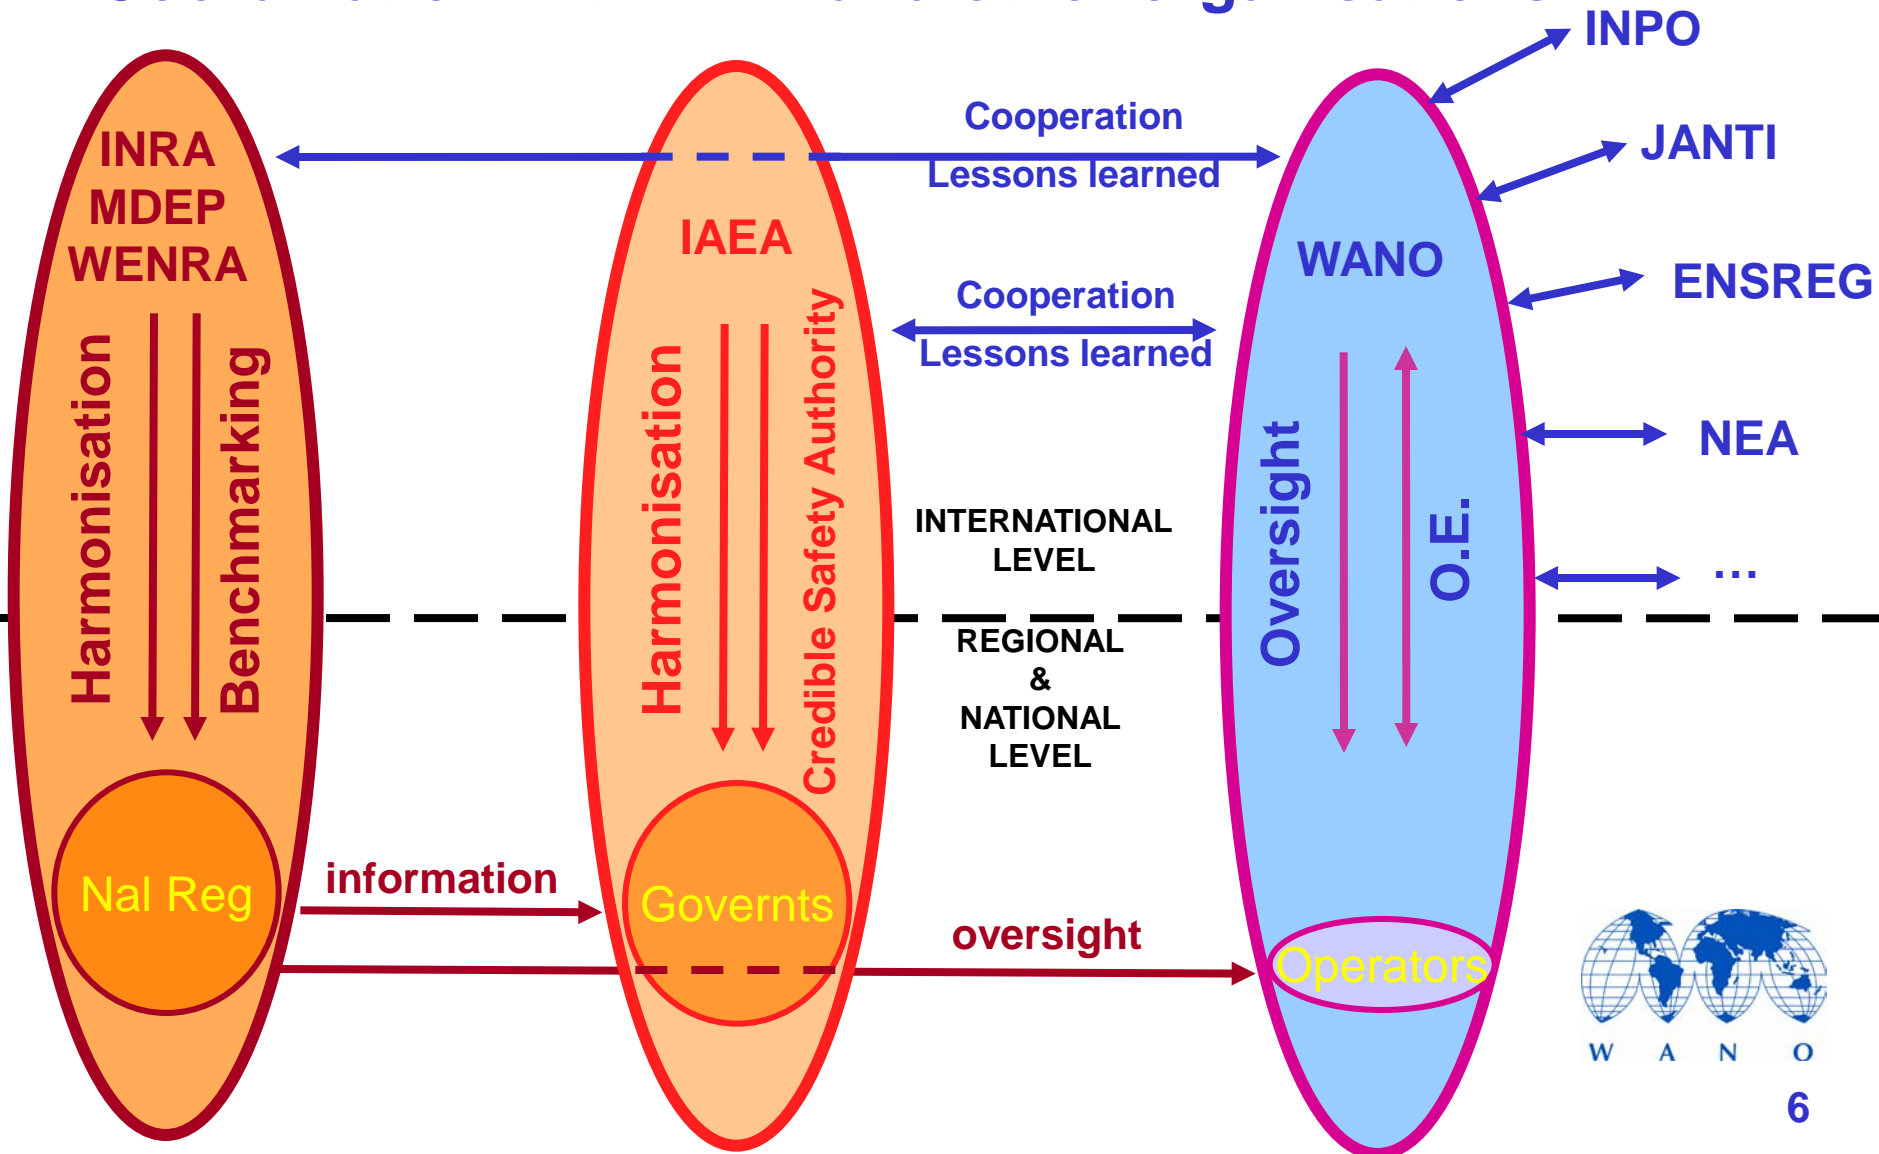 INPO
Cooperation
Lessons learned
JANTI
INRA
MDEP
WENRA
IAEA
WANO
ENSREG
Cooperation
Lessons learned
Harmonisation
Benchmarking
Harmonisation
Credible Safety Authority
Oversight
O.E.
NEA
INTERNATIONAL
LEVEL
...
REGIONAL
&
NATIONAL
LEVEL
Nal Reg
information
Governts
oversight
Operators
W A N O
6